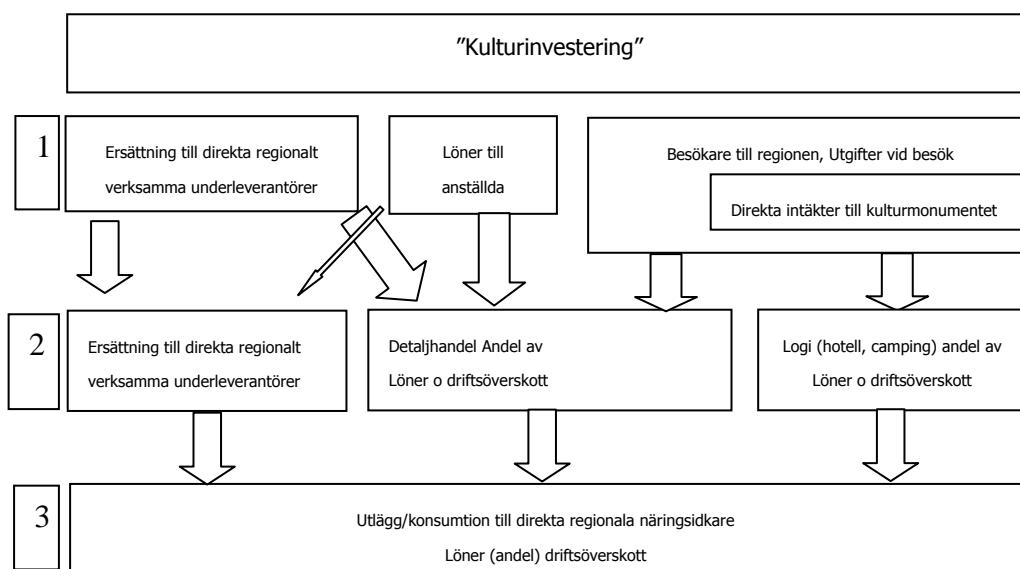 ”Kulturinvestering”
1
Ersättning till direkta regionalt
verksamma underleverantörer
Löner till
anställda
Besökare till regionen, Utgifter vid besök
Direkta intäkter till kulturmonumentet
2
Ersättning till direkta regionalt
verksamma underleverantörer
Detaljhandel Andel av
Löner o driftsöverskott
Logi (hotell, camping) andel av
Löner o driftsöverskott
3
Utlägg/konsumtion till direkta regionala näringsidkare
Löner (andel) driftsöverskott